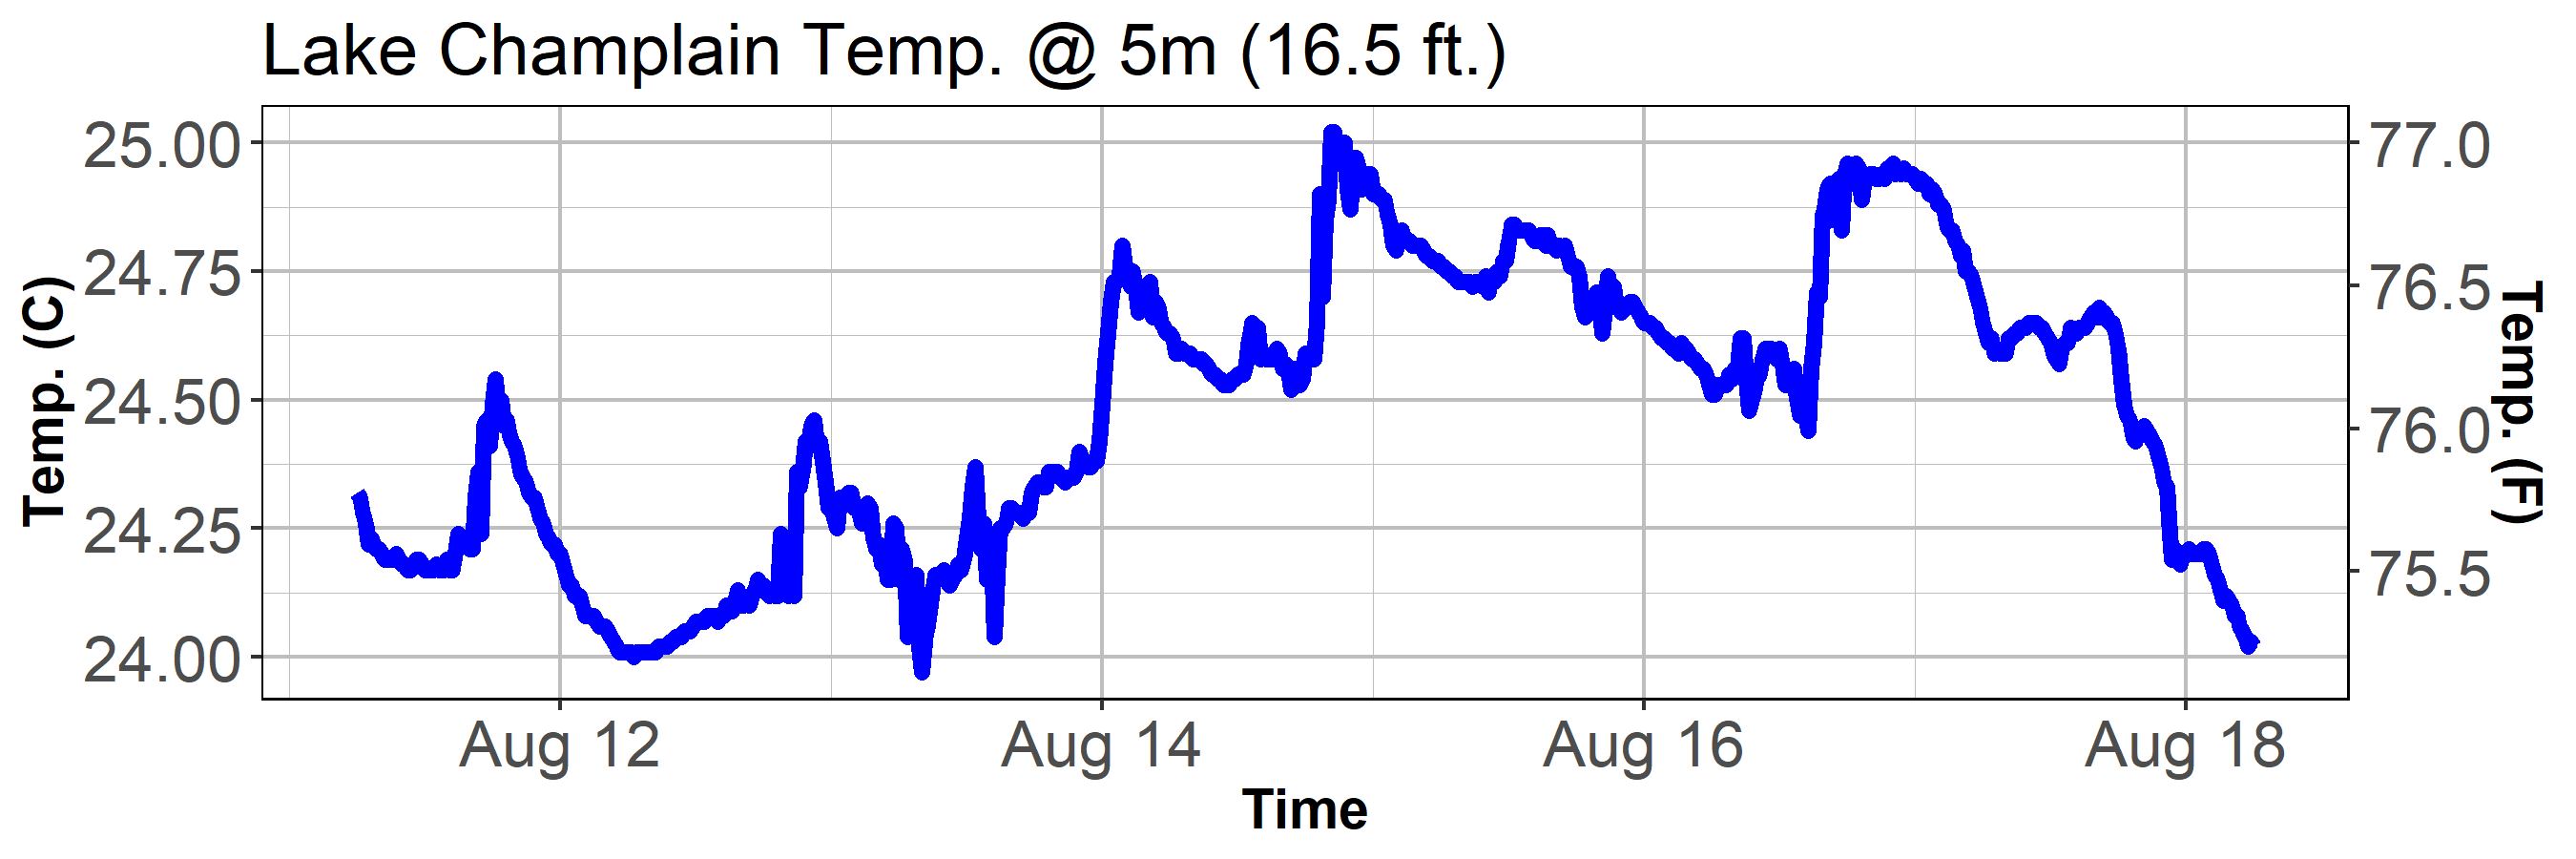 Lake Champlain Temp. @ 5m (16.5 ft.)
Temp. (C)
25.00
24.75
24.50
24.25
24.00
77.0
76.5
76.0
75.5
Temp. (F)
Aug 12
Aug 14
Aug 16
Aug 18
Time